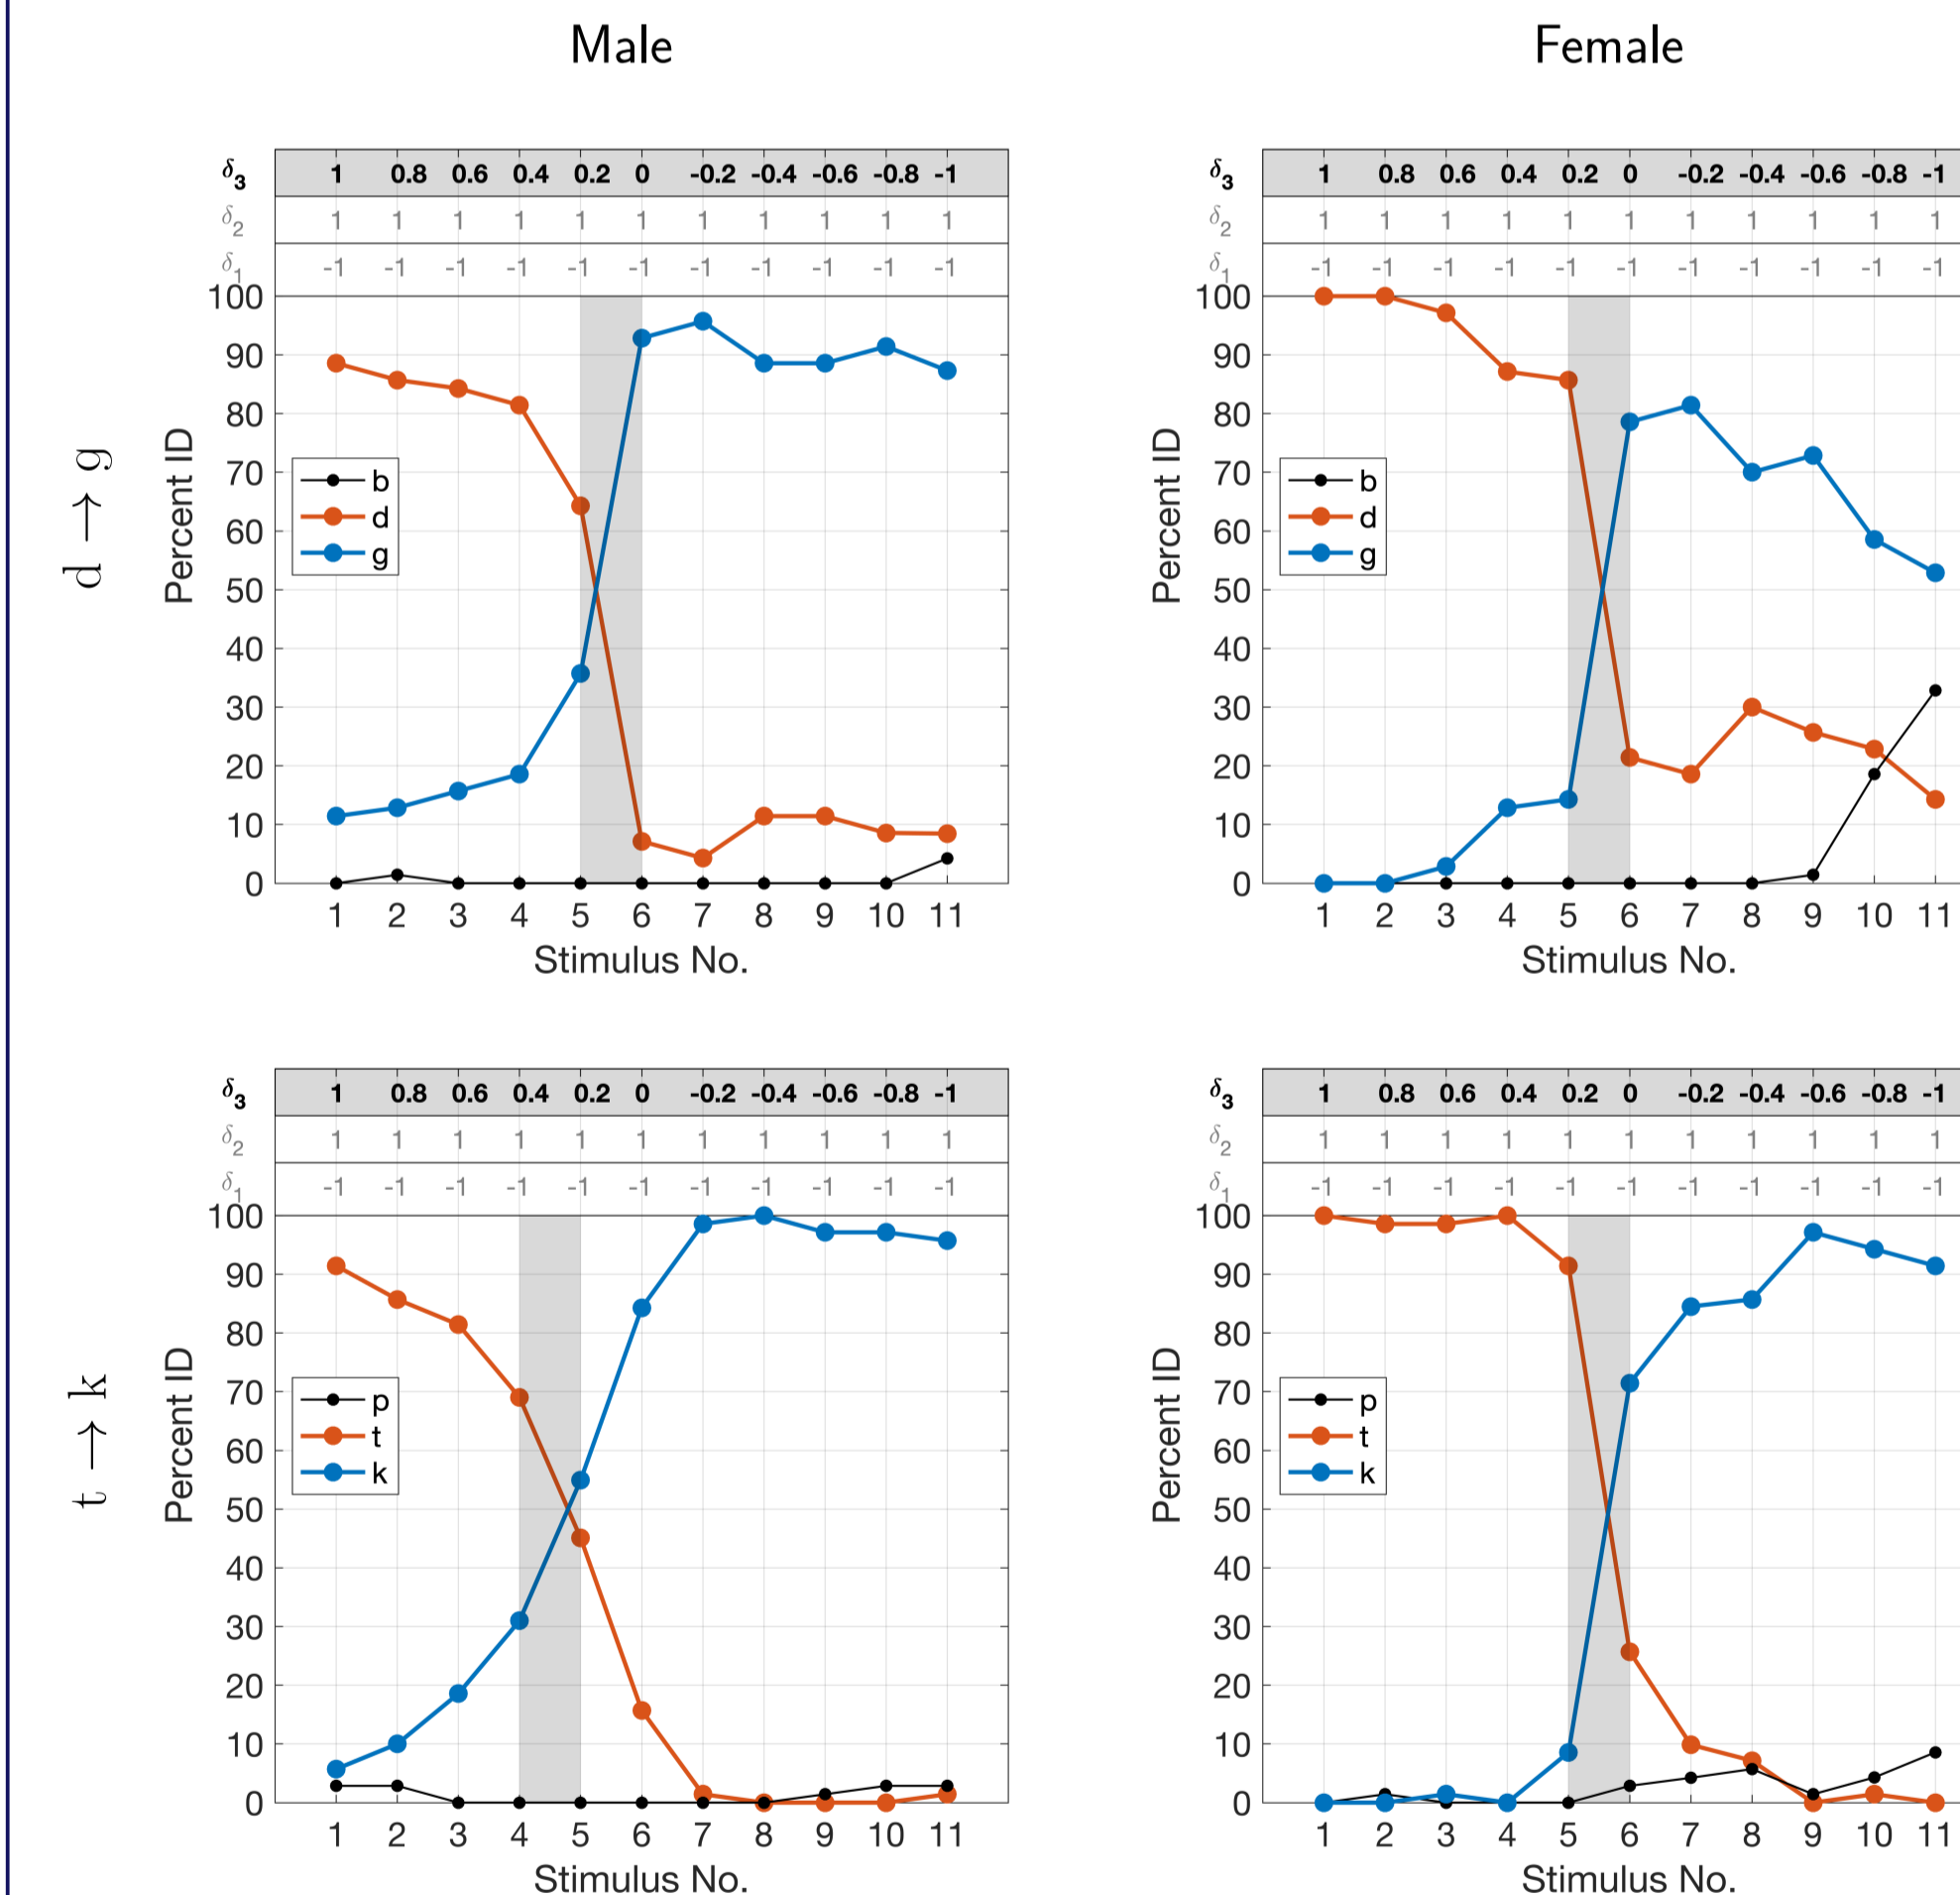 Male
Female
d → g
δ3 1 0.8 0.6 0.4 0.2 0 -0.2 -0.4 -0.6 -0.8 -1
δ2 1 1 1 1 1 1 1 1 1 1 1
δ1 -1 -1 -1 -1 -1 -1 -1 -1 -1 -1 -1
Percent ID
100
90
80
70
60
50
40
30
20
10
0
b
d
g
1 2 3 4 5 6 7 8 9 10 11
Stimulus No.
δ3 1 0.8 0.6 0.4 0.2 0 -0.2 -0.4 -0.6 -0.8 -1
δ2 1 1 1 1 1 1 1 1 1 1 1
δ1 -1 -1 -1 -1 -1 -1 -1 -1 -1 -1 -1
Percent ID
100
90
80
70
60
50
40
30
20
10
0
b
d
g
1 2 3 4 5 6 7 8 9 10 11
Stimulus No.
t → k
δ3 1 0.8 0.6 0.4 0.2 0 -0.2 -0.4 -0.6 -0.8 -1
δ2 1 1 1 1 1 1 1 1 1 1 1
δ1 -1 -1 -1 -1 -1 -1 -1 -1 -1 -1 -1
Percent ID
100
90
80
70
60
50
40
30
20
10
0
p
t
k
1 2 3 4 5 6 7 8 9 10 11
Stimulus No.
δ3 1 0.8 0.6 0.4 0.2 0 -0.2 -0.4 -0.6 -0.8 -1
δ2 1 1 1 1 1 1 1 1 1 1 1
δ1 -1 -1 -1 -1 -1 -1 -1 -1 -1 -1 -1
Percent ID
100
90
80
70
60
50
40
30
20
10
0
p
t
k
1 2 3 4 5 6 7 8 9 10 11
Stimulus No.